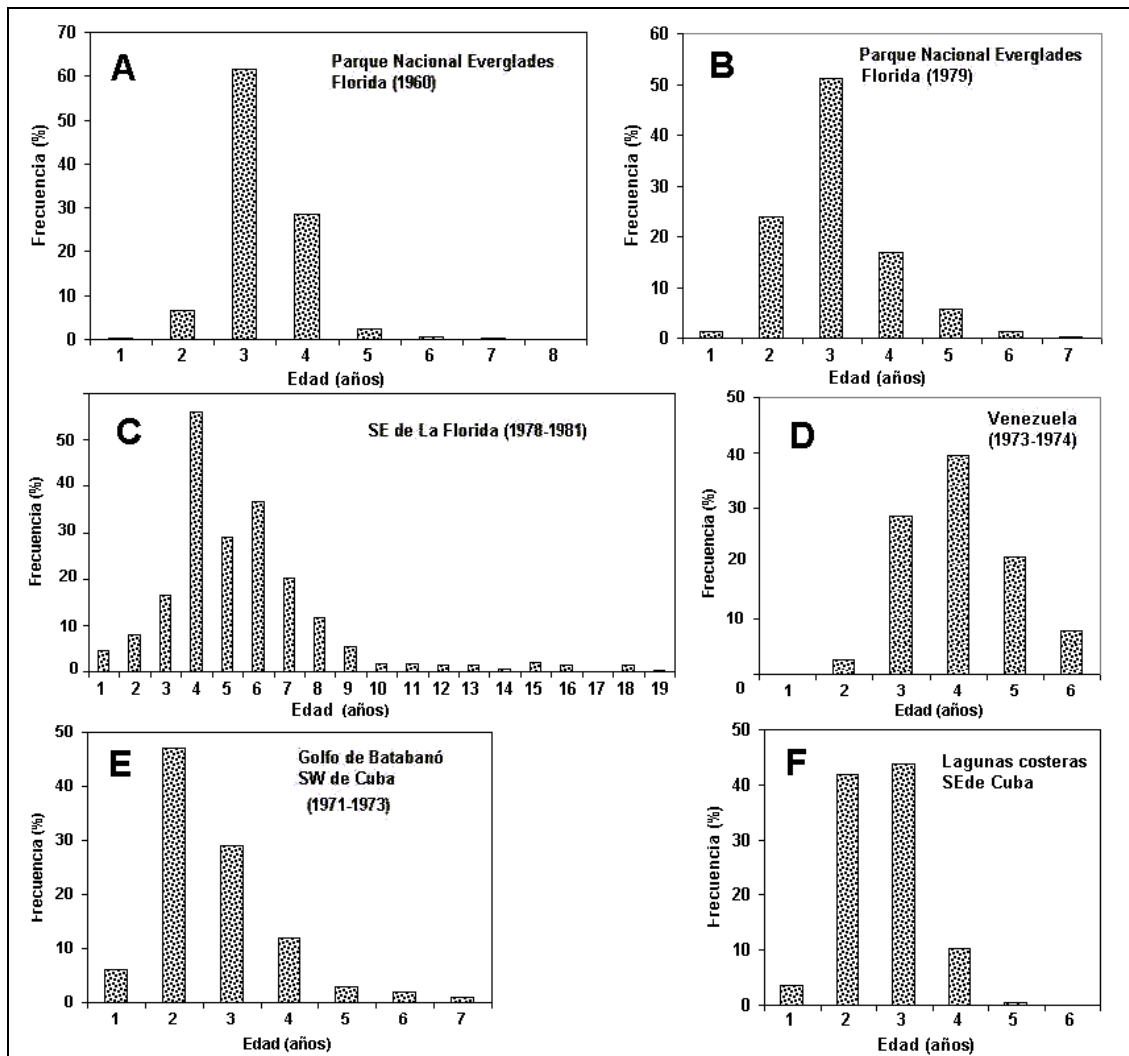 A
Parque Nacional Everglades
Florida (1960)
Frecuencia (%)
70
60
50
40
30
20
10
0
1 2 3 4 5 6 7 8
Edad (años)
B
Parque Nacional Everglades
Florida (1979)
Frecuencia (%)
60
50
40
30
20
10
0
1 2 3 4 5 6 7
Edad (años)
C
SE de La Florida (1978-1981)
Frecuencia (%)
50
40
30
20
10
0
1 2 3 4 5 6 7 8 9 10 11 12 13 14 15 16 17 18 19
Edad (años)
D
Venezuela
(1973-1974)
Frecuencia (%)
50
40
30
20
10
0
1 2 3 4 5 6
Edad (años)
E
Golfo de Batabanó
SW de Cuba
(1971-1973)
Frecuencia (%)
50
40
30
20
10
0
1 2 3 4 5 6 7
Edad (años)
F
Lagunas costeras
SEde Cuba
Frecuencia (%)
50
40
30
20
10
0
1 2 3 4 5 6
Edad (años)